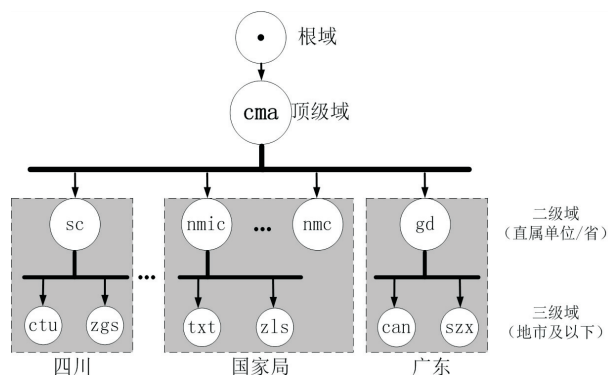 根域
cma 顶级域
sc
nmic ... nmc
gd
二级域
(直属单位/省)
...
ctu zgs
txt zls
can szx
三级域
(地市及以下)
四川
国家局
广东